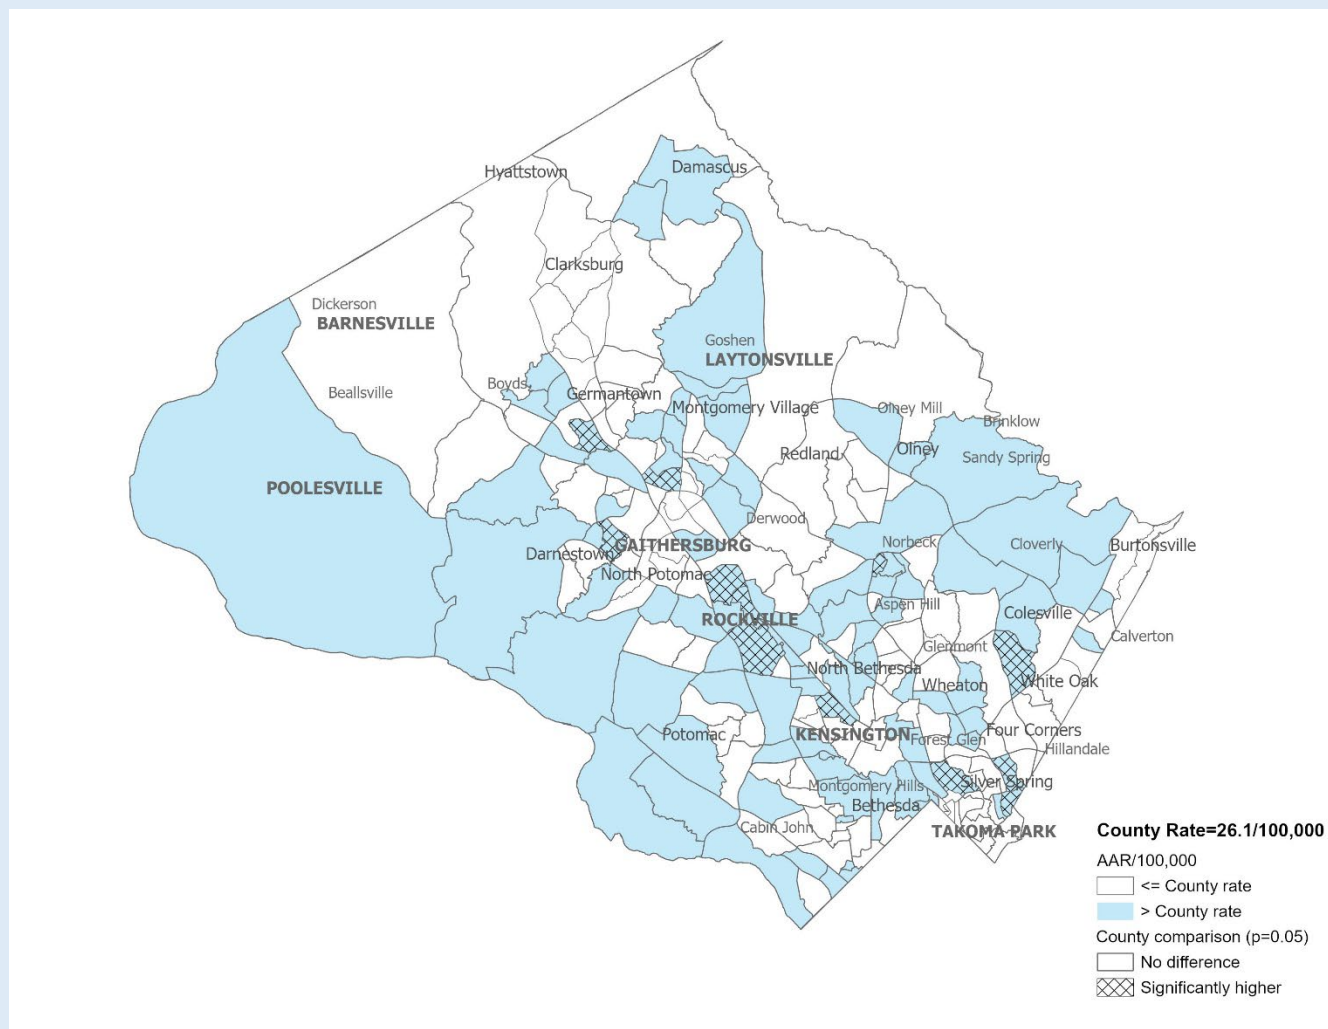 Damascus
Hyattstown
Clarksburg
Dickerson
BARNESVILLE
Goshen
LAYTONSVILLE
Beallsville
Boyds
Germantown
Montgomery Village
Olney Mill
Brinklow
Olney
Redland
Sandy Spring
POOLESVILLE
Derwood
Norbeck
Cloverly
Burtonsville
GAITHERSBURG
Darnestown
North Potomac
Aspen Hill
Colesville
ROCKVILLE
Calverton
Glenmont
North Bethesda
Wheaton
White Oak
Potomac
KENSINGTON
Forest Glen
Four Corners
Hillandale
Montgomery Hills
Silver Spring
Bethesda
Cabin John
TAKOMA PARK
County Rate=26.1/100,000
AAR/100,000
<= County rate
> County rate
County comparison (p=0.05)
No difference
Significantly higher